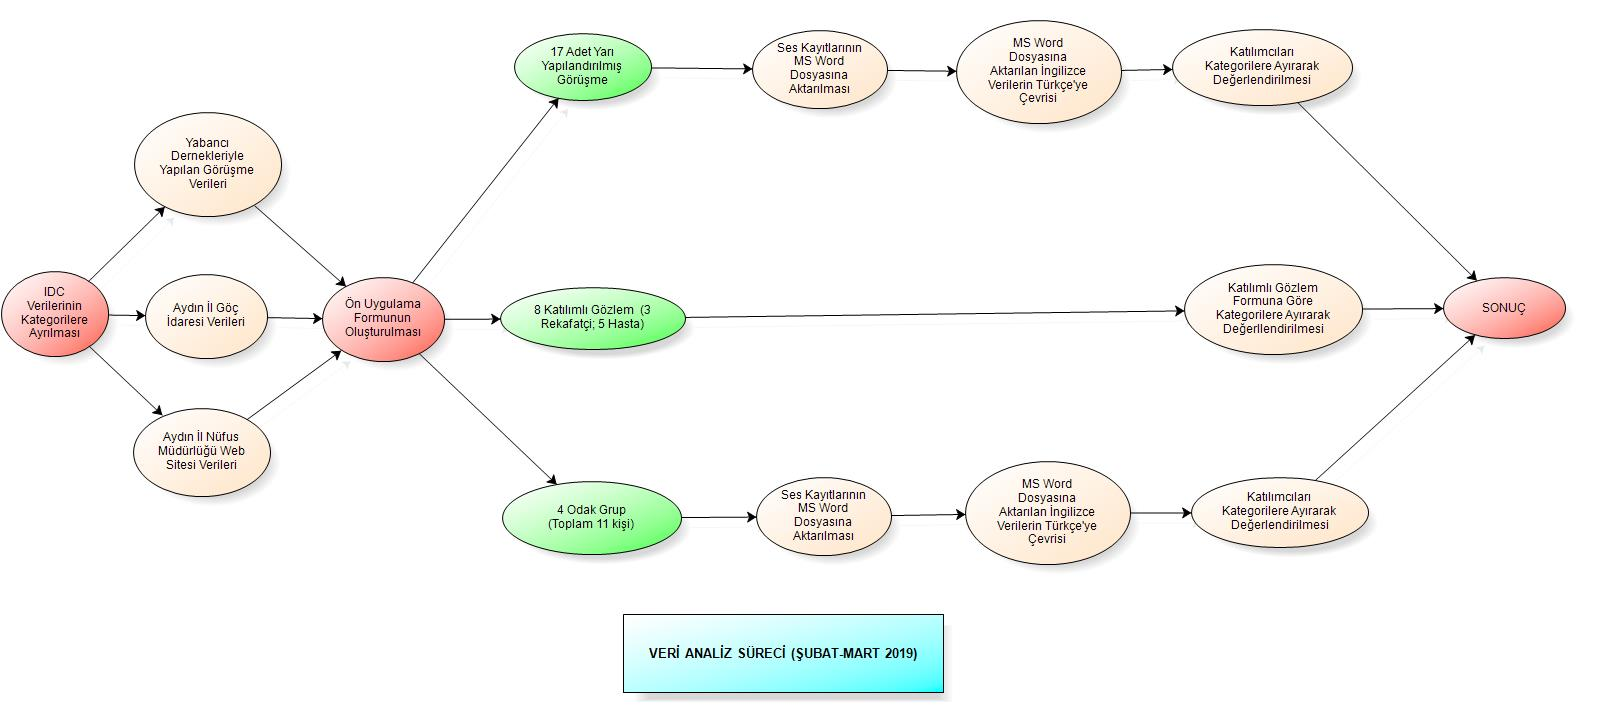 IDC
Verilerinin
Kategorilere
Ayrılması
Yabancı
Dernekleriyle
Yapılan Görüşme
Verileri
Aydın İl Göç
İdaresi Verileri
Aydın İl Nüfus
Müdürlüğü Web
Sitesi Verileri
Ön Uygulama
Formunun
Oluşturulması
17 Adet Yarı
Yapılandırılmış
Görüşme
Ses Kayıtlarının
MS Word
Dosyasına
Aktarılması
MS Word
Dosyasına
Aktarılan İngilizce
Verilerin Türkçe'ye
Çevrisi
Katılımcıları
Kategorilere Ayırarak
Değerlendirilmesi
8 Katılımlı Gözlem (3
Rekafatçi; 5 Hasta)
Katılımlı Gözlem
Formuna Göre
Kategorilere Ayırarak
Değerllendirilmesi
4 Odak Grup
(Toplam 11 kişi)
Ses Kayıtlarının
MS Word
Dosyasına
Aktarılması
MS Word
Dosyasına
Aktarılan İngilizce
Verilerin Türkçe'ye
Çevrisi
Katılımcıları
Kategorilere Ayırarak
Değerlendirilmesi
SONUÇ
VERİ ANALİZ SÜRECİ (ŞUBAT-MART 2019)